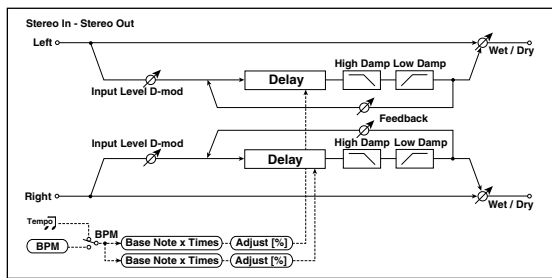 Stereo In - Stereo Out
Left
Wet / Dry
High Damp Low Damp
Input Level D-mod
Delay
Feedback
Input Level D-mod
High Damp Low Damp
Delay
Right
Wet / Dry
Tempo
BPM
BPM
Base Note x Times
Adjust [%]
Base Note x Times
Adjust [%]